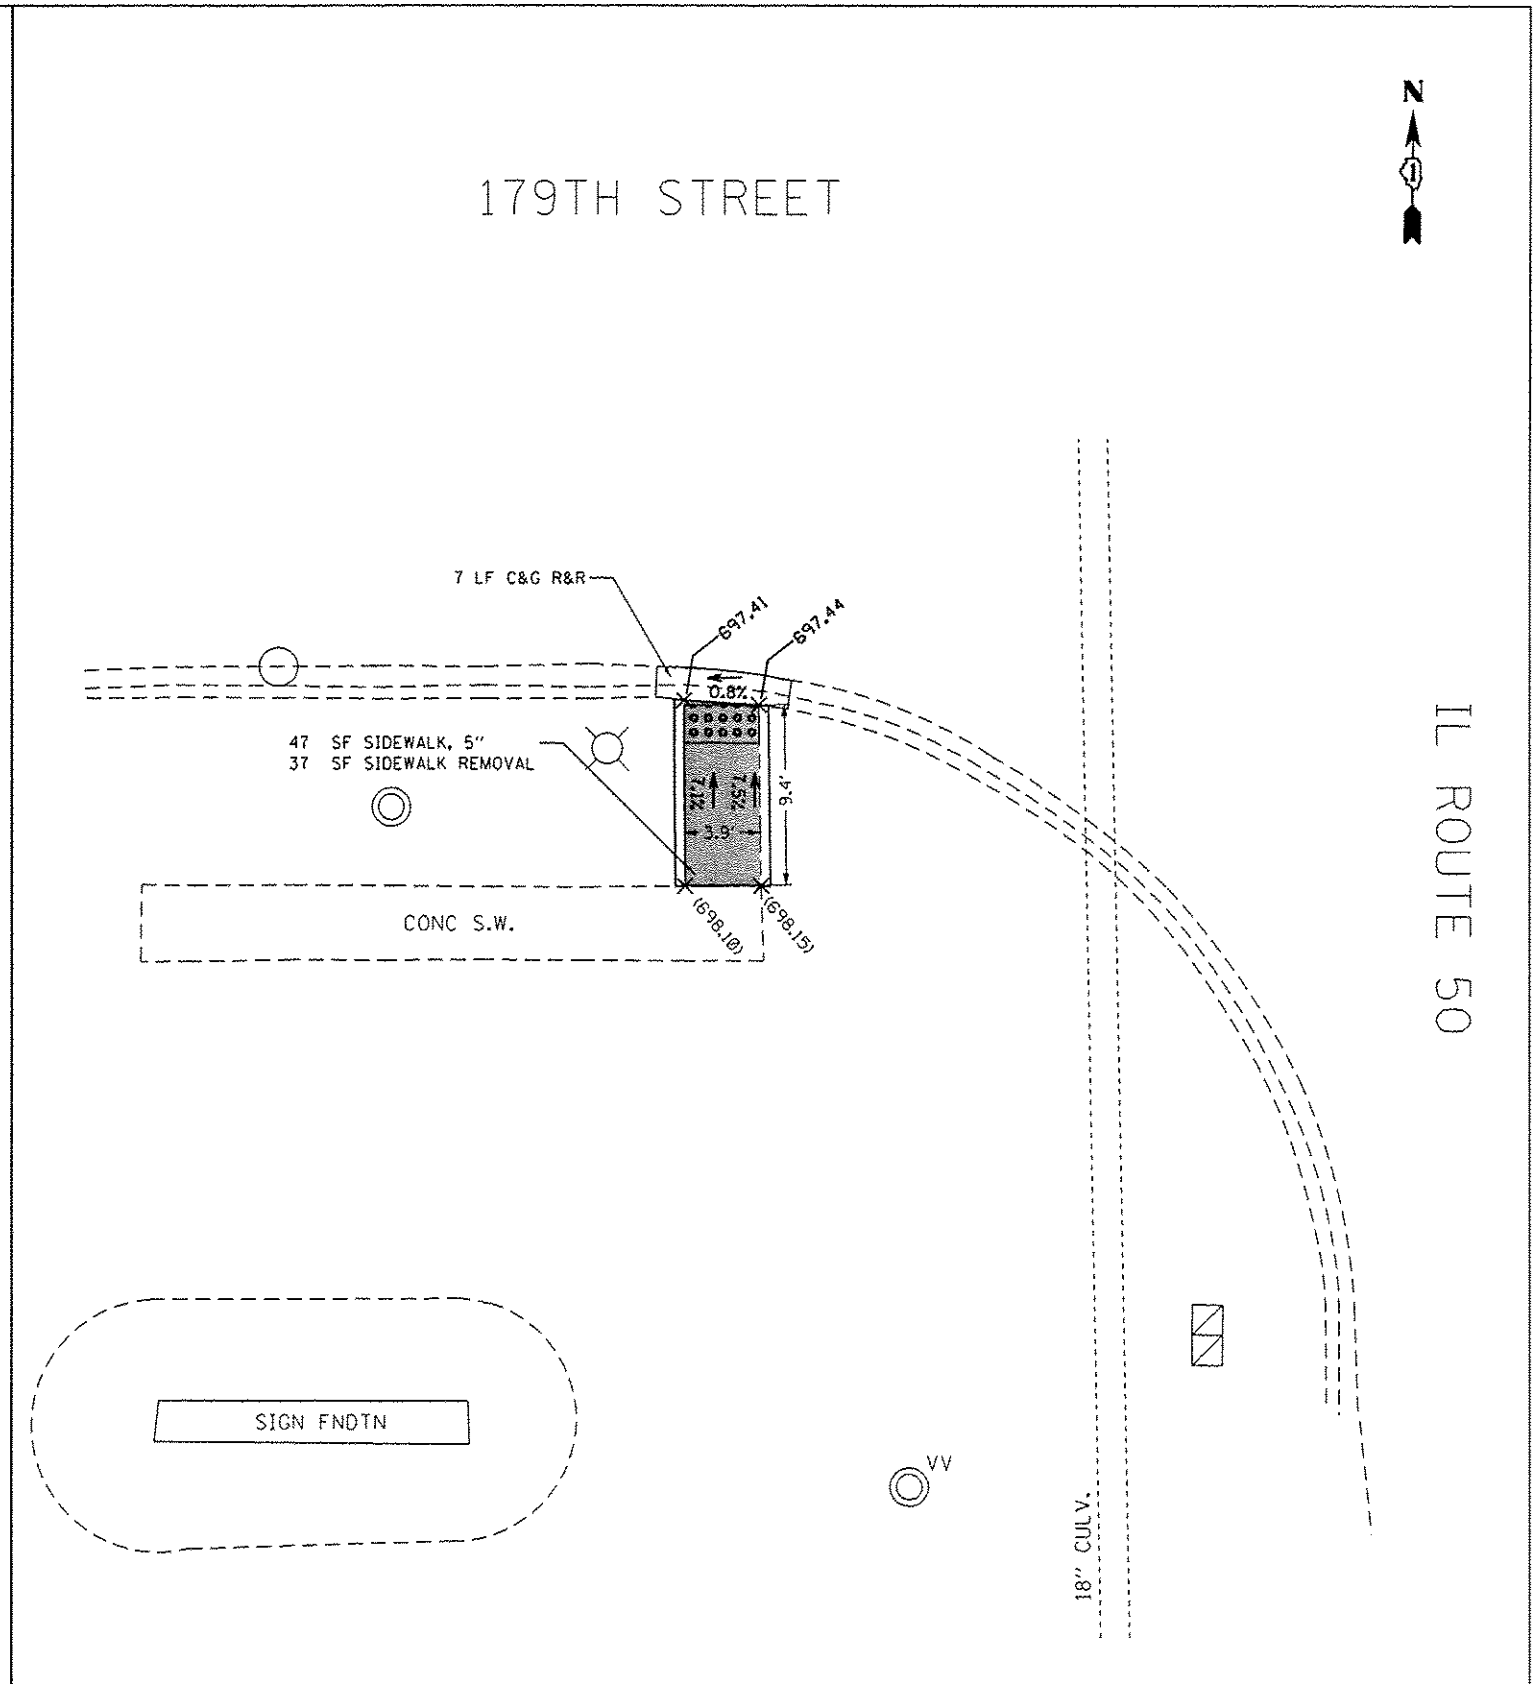 N
1
179TH STREET
7 LF C&G R&R
697.41
697.44
0.8%
47 SF SIDEWALK, 5"
37 SF SIDEWALK REMOVAL
7.1%
7.5%
9.4'
3.9'
(698.10)
(698.15)
CONC S.W.
IL ROUTE 50
SIGN FNDTN
VV
18" CULV.